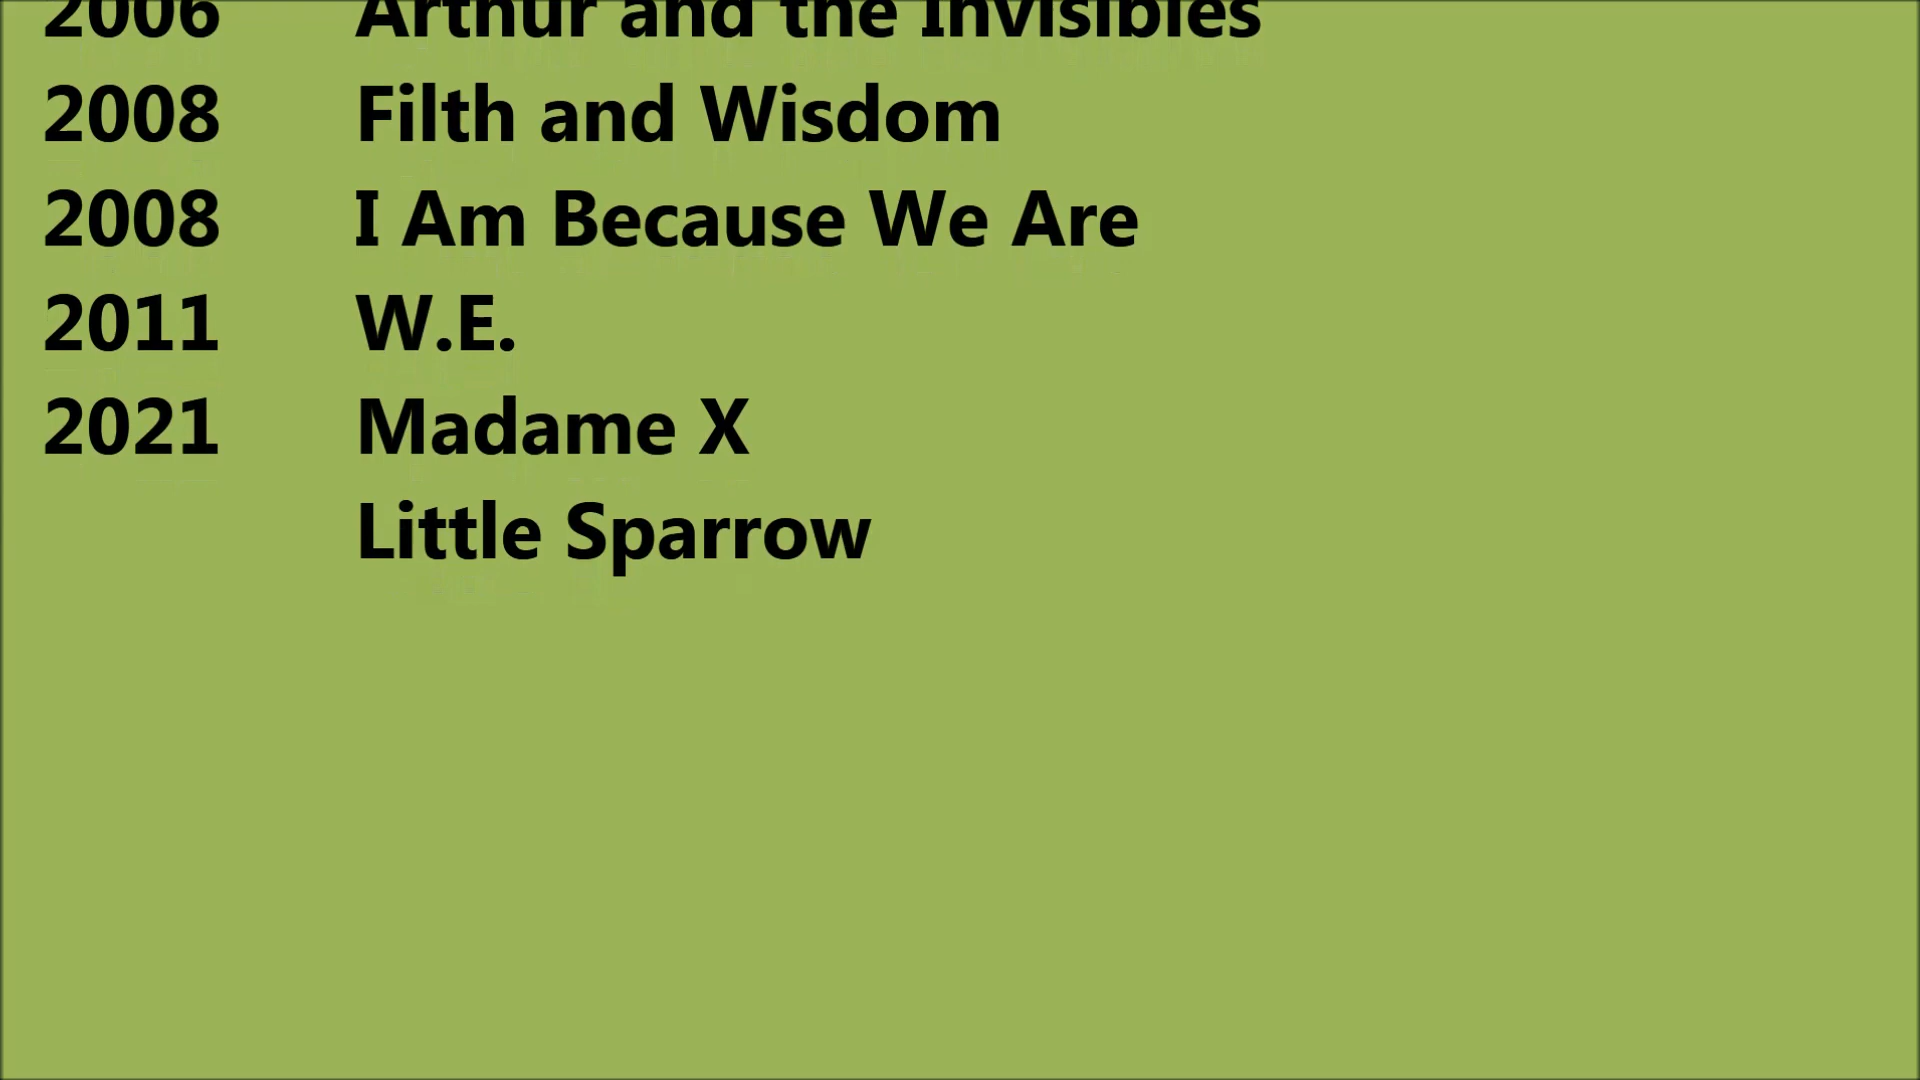 2006 Arthur and the Invisibles
2008 Filth and Wisdom
2008 I Am Because We Are
2011 W.E.
2021 Madame X
Little Sparrow